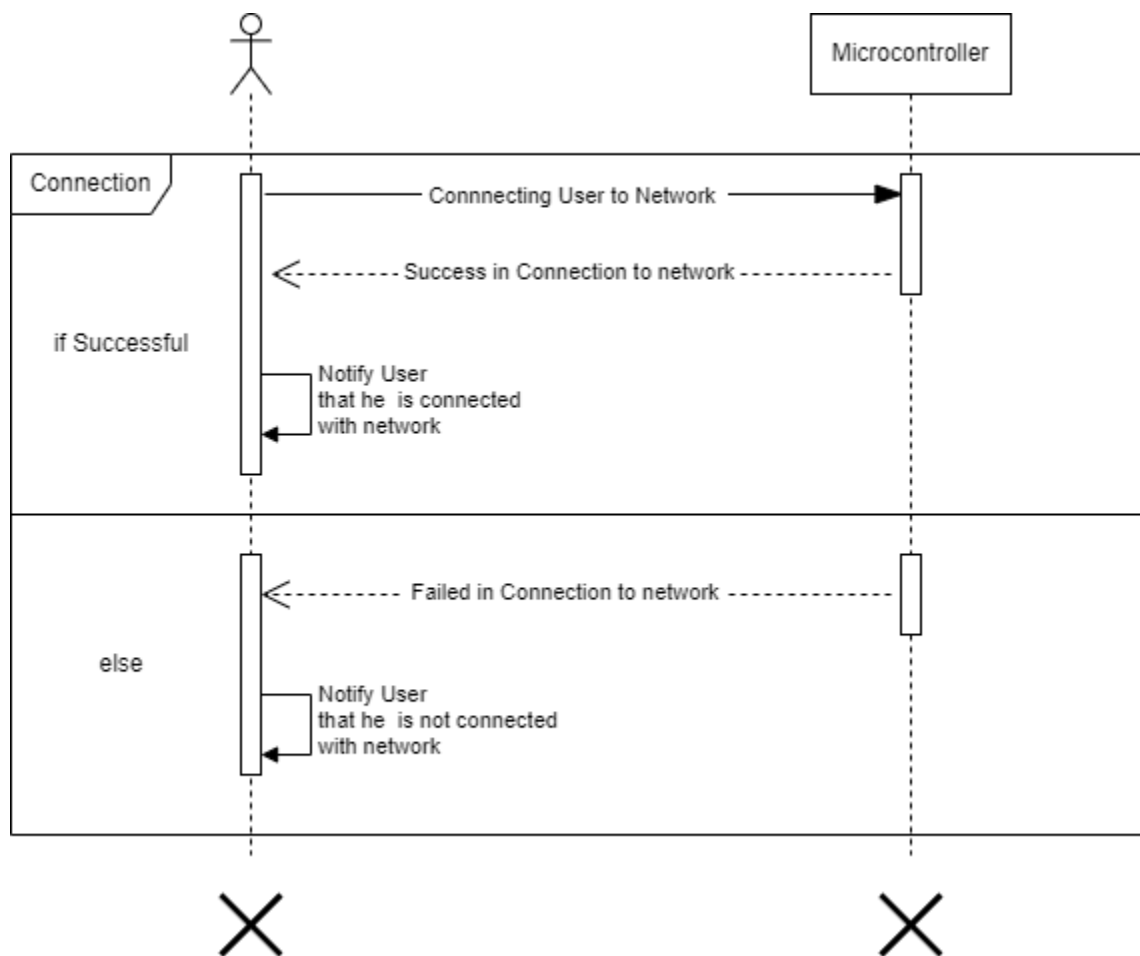 Microcontroller
Connection
Connnecting User to Network
Success in Connection to network
if Successful
Notify User
that he  is connected
with network
Failed in Connection to network
else
Notify User
that he  is not connected
with network